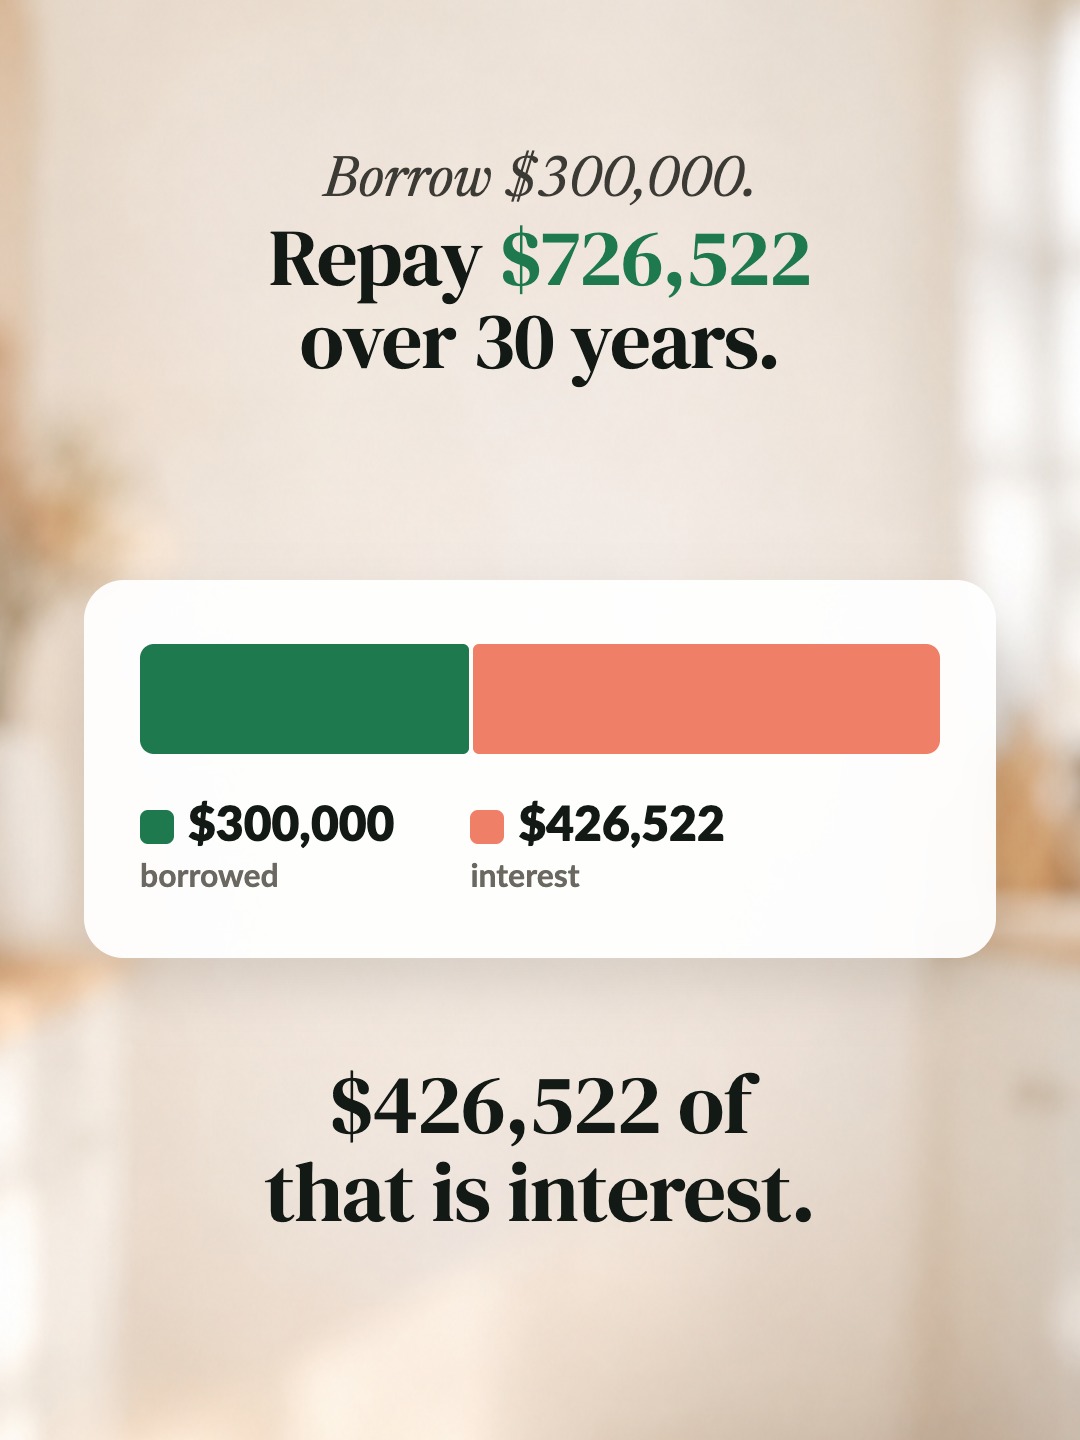 Borrow $300,000.
Repay $726,522
over 30 years.
$300,000
borrowed
$426,522
interest
$426,522 of
that is interest.